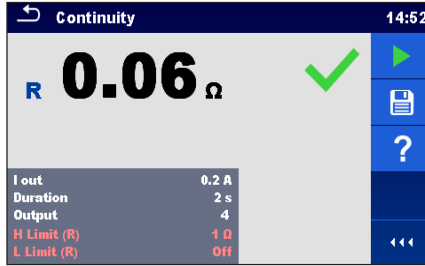 Continuity 14:52
R 0.06 Ω
?
I out 0.2 A
Duration 2 s
Output 4
H Limit (R) 1 Ω
L Limit (R) Off